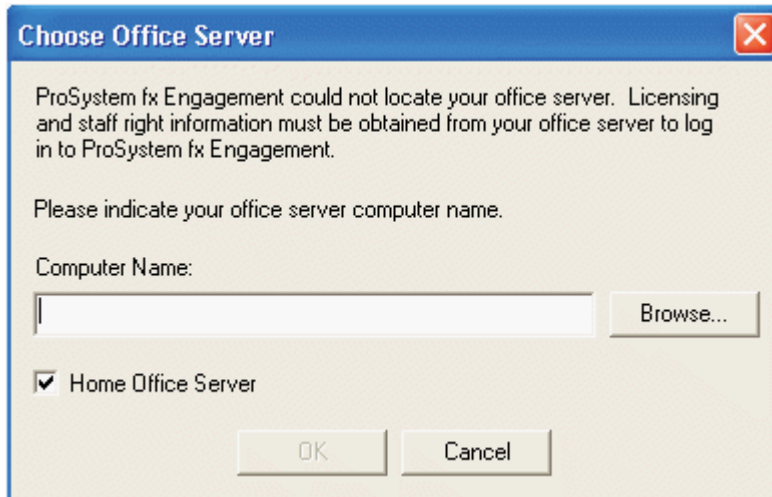 Choose Office Server
ProSystem fx Engagement could not locate your office server. Licensing
and staff right information must be obtained from your office server to log
in to ProSystem fx Engagement.
Please indicate your office server computer name.
Computer Name:
Browse...
Home Office Server
OK
Cancel